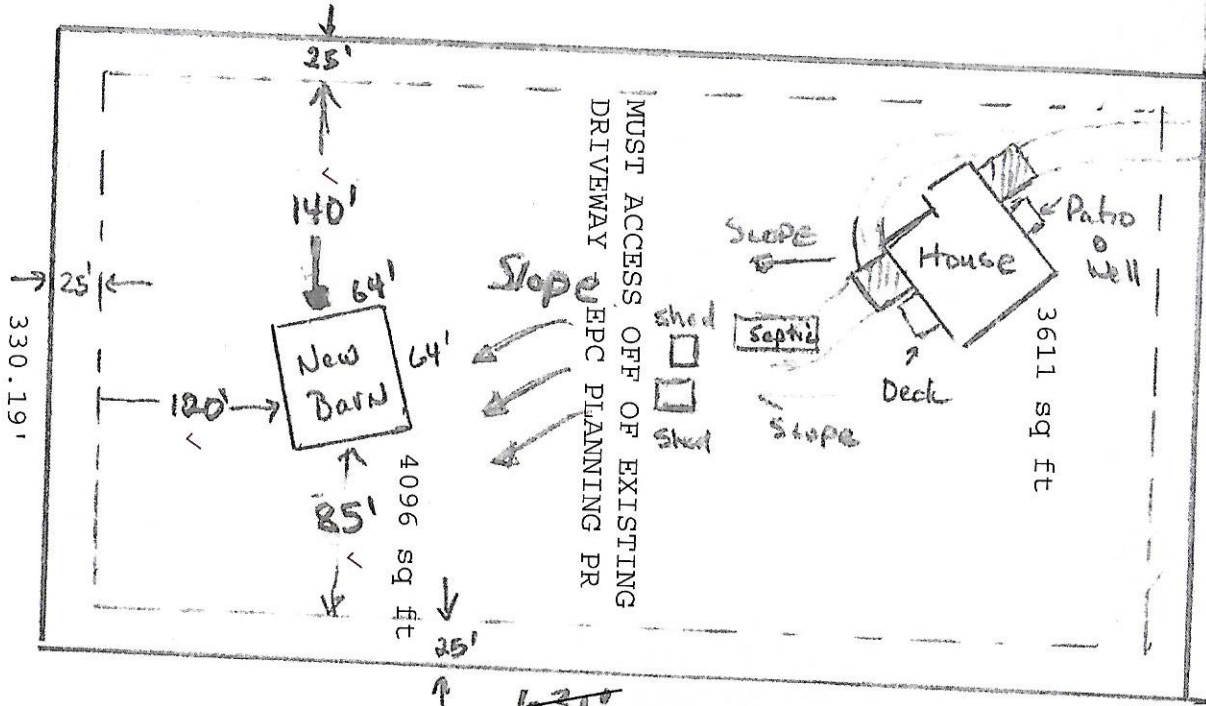 25'
140'
64'
64'
New
Barn
25'
120'
330.19'
85'
4096 sq ft
25'
Slope
MUST ACCESS OFF OF EXISTING
DRIVEWAY EPC PLANNING PR
Slope
shed
Septic
shed
Slope
House
Patio
Well
Deck
3611 sq ft